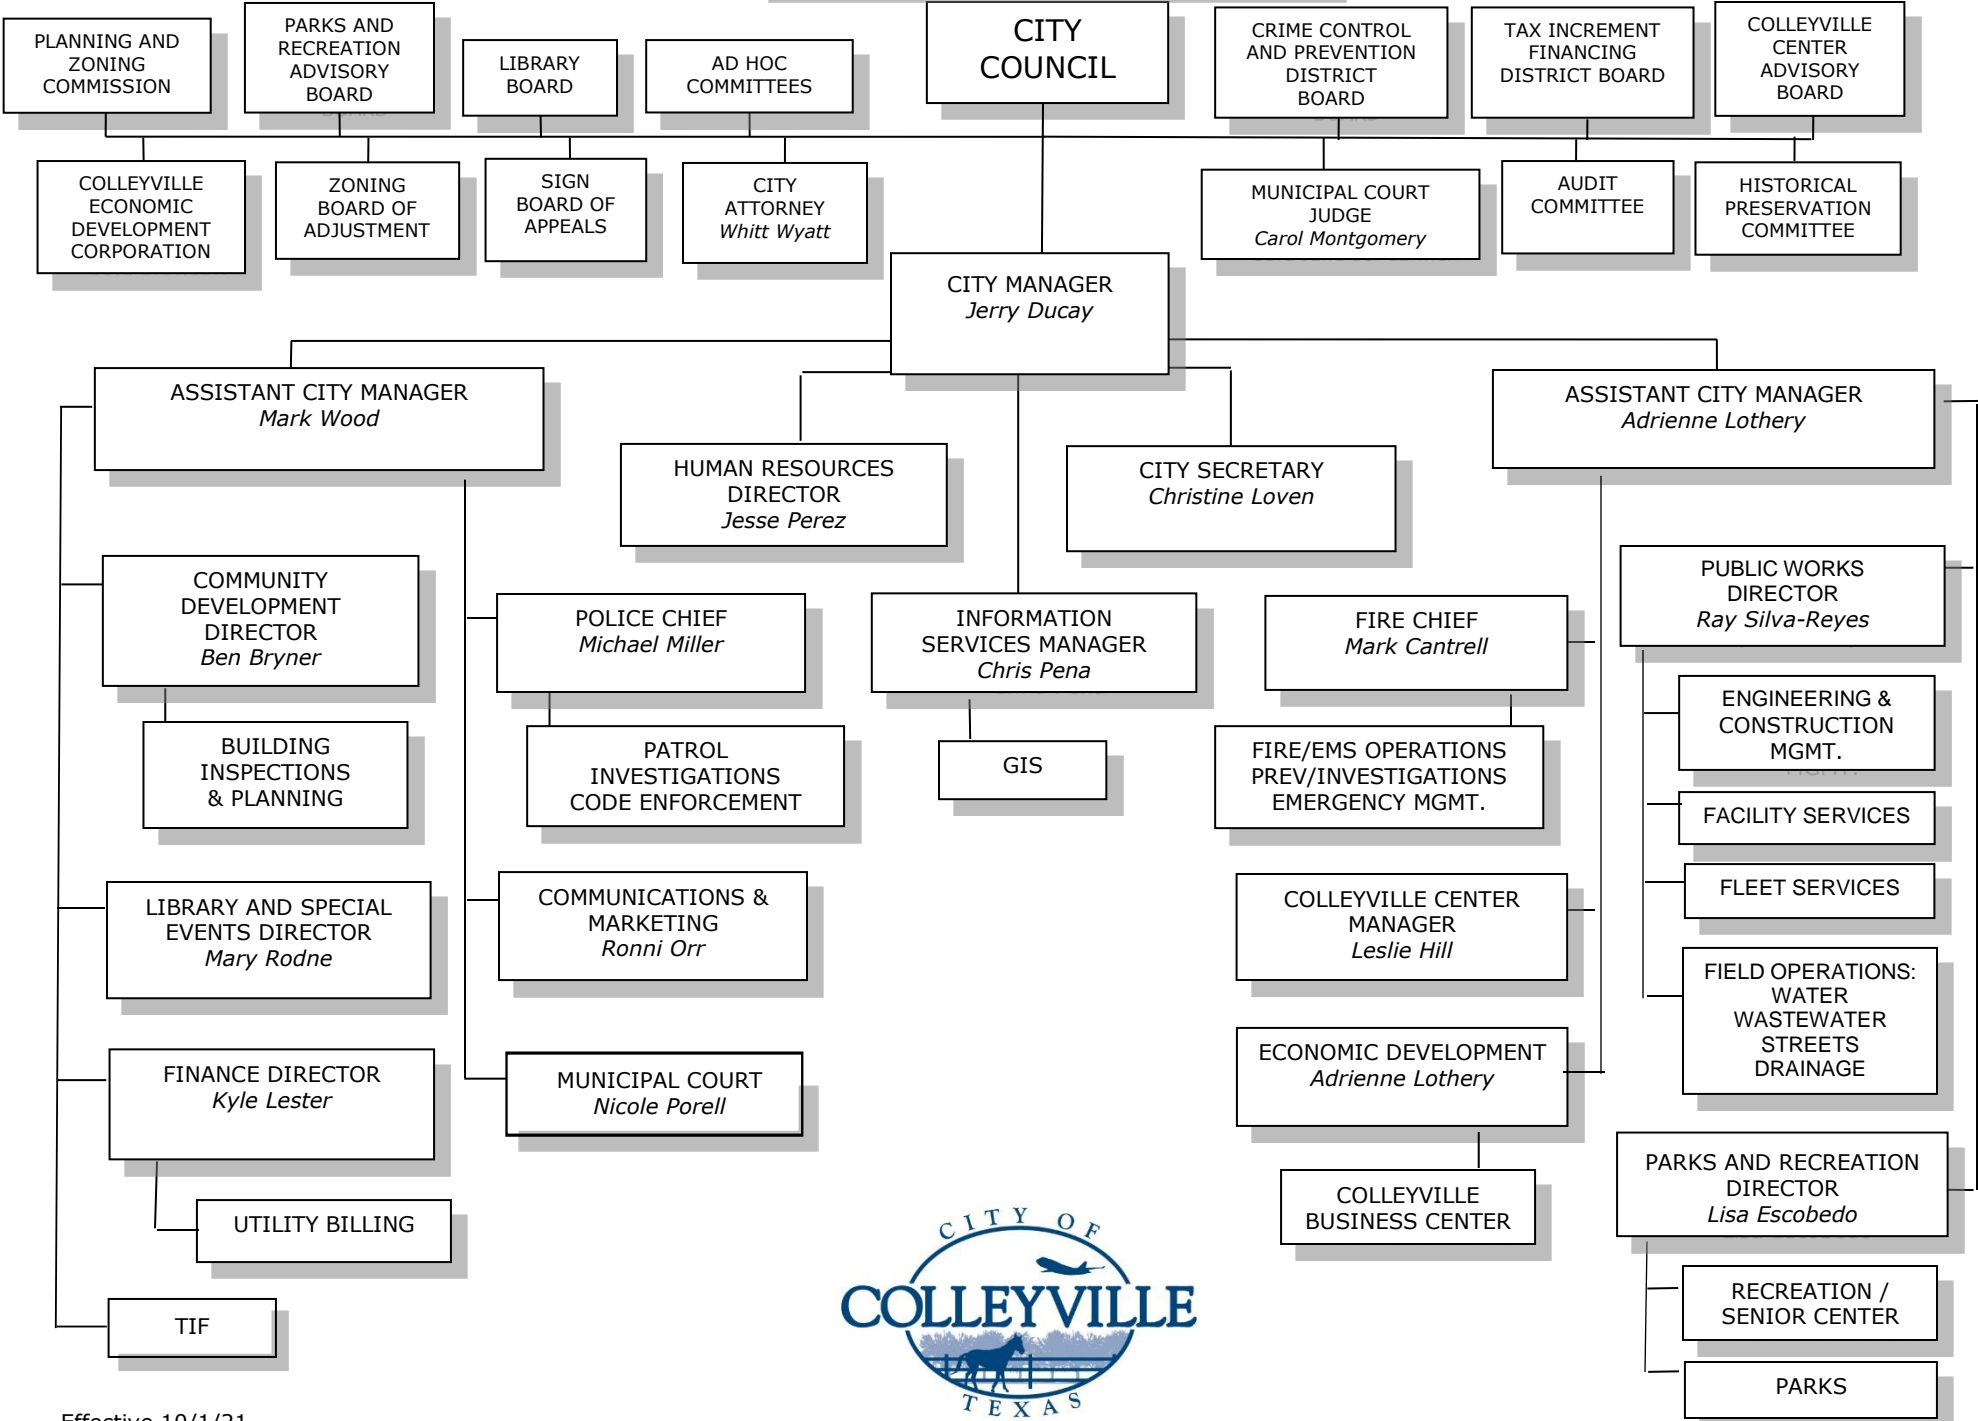 PLANNING AND
ZONING
COMMISSION
PARKS AND
RECREATION
ADVISORY
BOARD
LIBRARY
BOARD
AD HOC
COMMITTEES
CITY
COUNCIL
CRIME CONTROL
AND PREVENTION
DISTRICT
BOARD
TAX INCREMENT
FINANCING
DISTRICT BOARD
COLLEYVILLE
CENTER
ADVISORY
BOARD
COLLEYVILLE
ECONOMIC
DEVELOPMENT
CORPORATION
ZONING
BOARD OF
ADJUSTMENT
SIGN
BOARD OF
APPEALS
CITY
ATTORNEY
Whitt Wyatt
MUNICIPAL COURT
JUDGE
Carol Montgomery
AUDIT
COMMITTEE
HISTORICAL
PRESERVATION
COMMITTEE
CITY MANAGER
Jerry Ducay
ASSISTANT CITY MANAGER
Mark Wood
ASSISTANT CITY MANAGER
Adrienne Lothery
HUMAN RESOURCES
DIRECTOR
Jesse Perez
CITY SECRETARY
Christine Loven
COMMUNITY
DEVELOPMENT
DIRECTOR
Ben Bryner
POLICE CHIEF
Michael Miller
INFORMATION
SERVICES MANAGER
Chris Pena
FIRE CHIEF
Mark Cantrell
PUBLIC WORKS
DIRECTOR
Ray Silva-Reyes
BUILDING
INSPECTIONS
& PLANNING
PATROL
INVESTIGATIONS
CODE ENFORCEMENT
GIS
FIRE/EMS OPERATIONS
PREV/INVESTIGATIONS
EMERGENCY MGMT.
ENGINEERING &
CONSTRUCTION
MGMT.
FACILITY SERVICES
FLEET SERVICES
LIBRARY AND SPECIAL
EVENTS DIRECTOR
Mary Rodne
COMMUNICATIONS &
MARKETING
Ronni Orr
COLLEYVILLE CENTER
MANAGER
Leslie Hill
FIELD OPERATIONS:
WATER
WASTEWATER
STREETS
DRAINAGE
FINANCE DIRECTOR
Kyle Lester
MUNICIPAL COURT
Nicole Porell
ECONOMIC DEVELOPMENT
Adrienne Lothery
UTILITY BILLING
COLLEYVILLE
BUSINESS CENTER
PARKS AND RECREATION
DIRECTOR
Lisa Escobedo
TIF
RECREATION /
SENIOR CENTER
PARKS
CITY OF
COLLEYVILLE
TEXAS
Effective 10/1/21